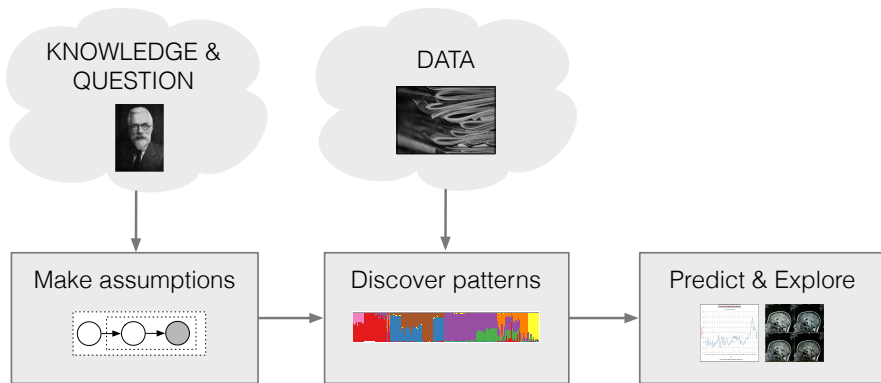 KNOWLEDGE &
QUESTION
DATA
Make assumptions
Discover patterns
Predict & Explore